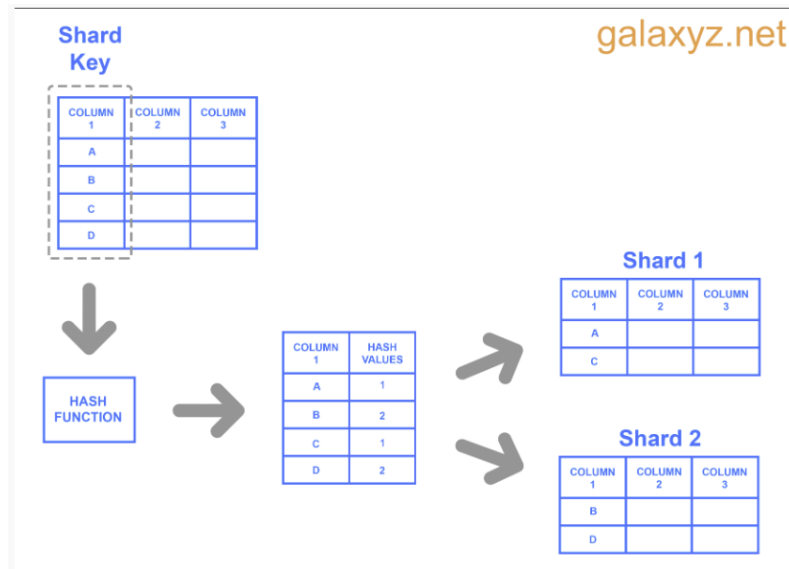 galaxyz.net
Shard
Key
COLUMN COLUMN COLUMN
1 2 3
A
B
C
D
HASH
FUNCTION
COLUMN HASH
1 VALUES
A 1
B 2
C 1
D 2
Shard 1
COLUMN COLUMN COLUMN
1 2 3
A
C
Shard 2
COLUMN COLUMN COLUMN
1 2 3
B
D